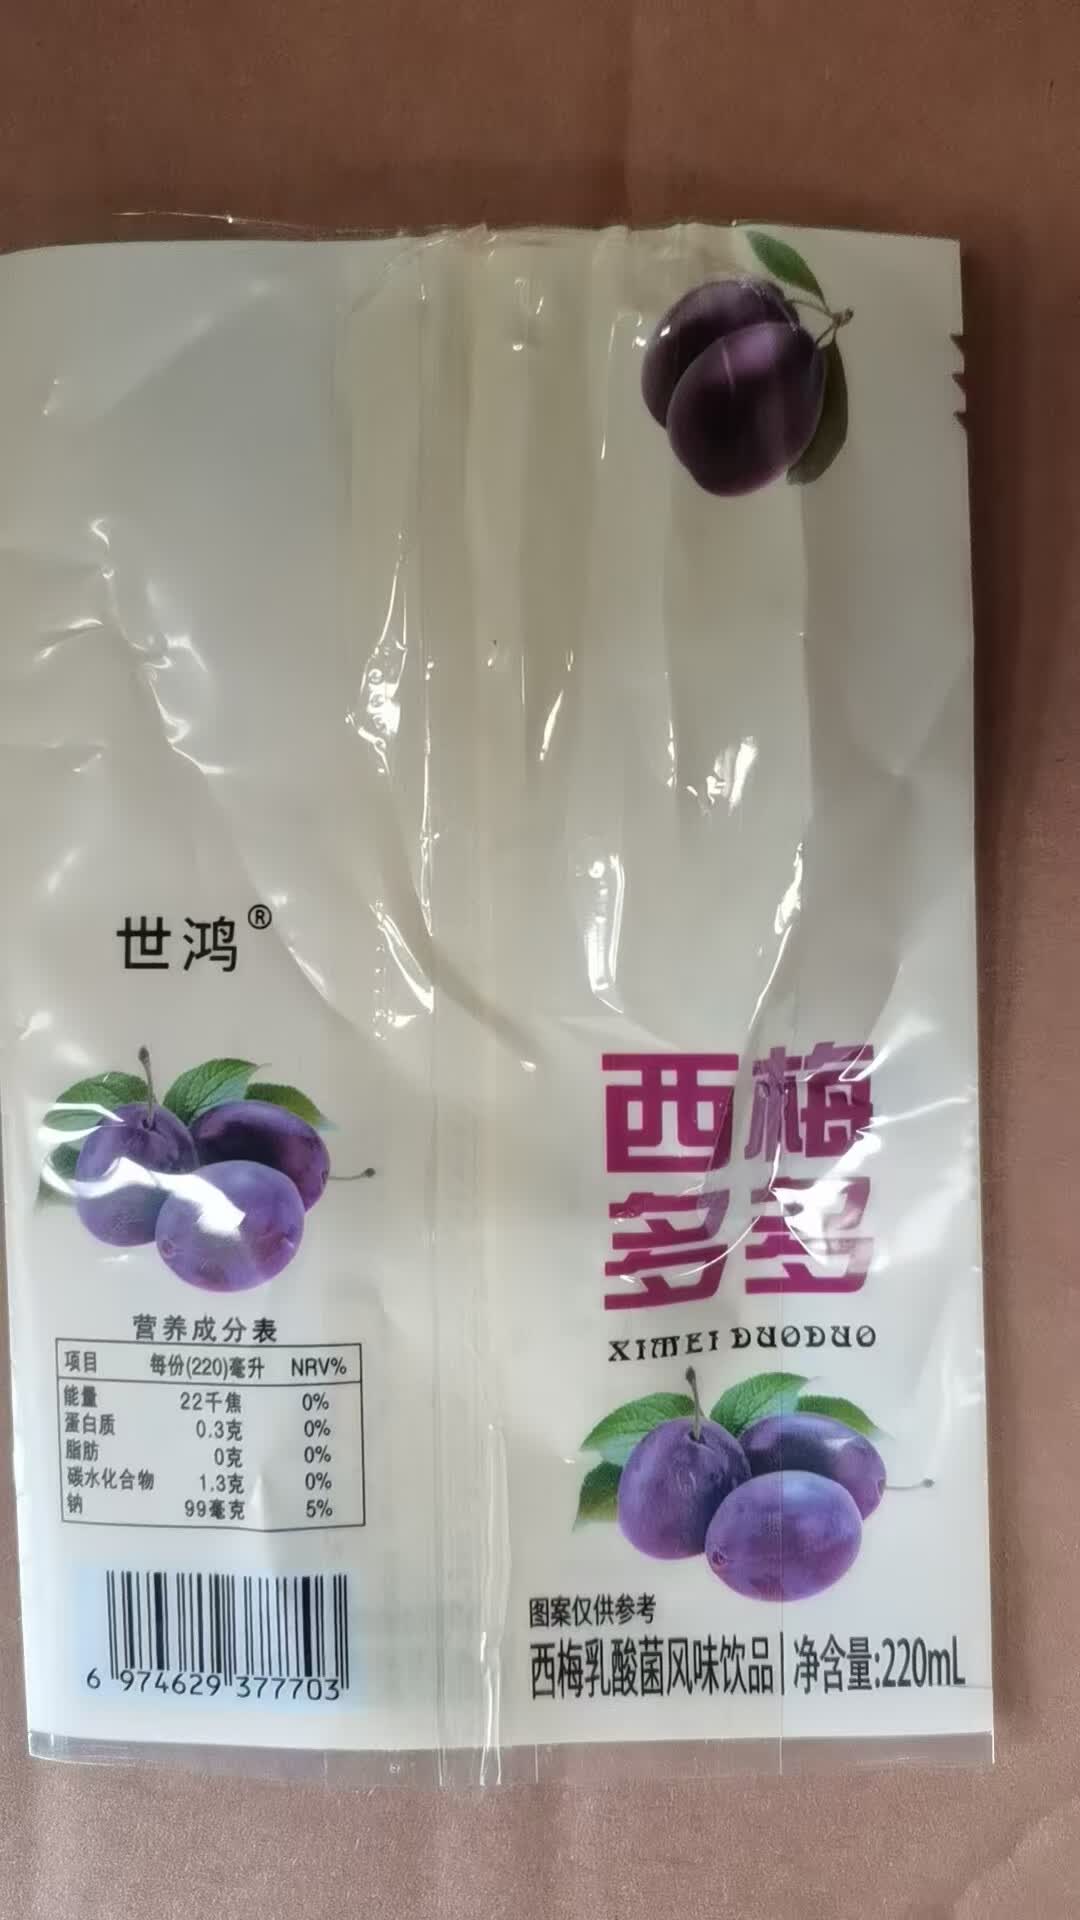 世鸿®
营养成分表
项目 每份(220)毫升 NRV%
能量 22千焦 0%
蛋白质 0.3克 0%
脂肪 0克 0%
碳水化合物 1.3克 0%
钠 99毫克 5%
6 974629 377703
西梅
多多
XIMEI DUODUO
图案仅供参考
西梅乳酸菌风味饮品|净含量:220mL